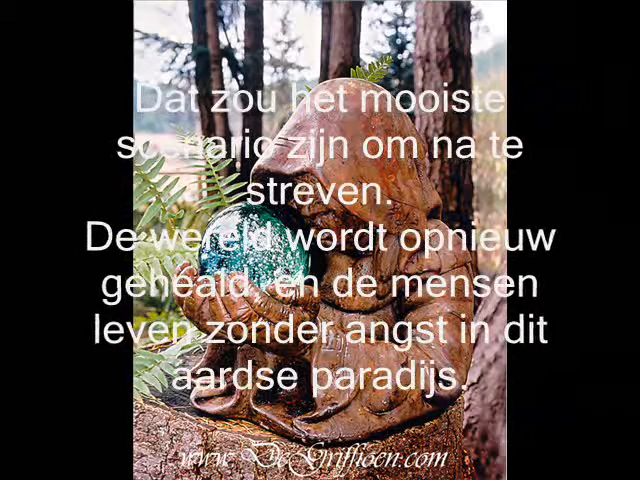 Dat zou het mooiste
scenario zijn om na te
streven.
De wereld wordt opnieuw
geheald en de mensen
leven zonder angst in dit
aardse paradijs.
www.DeGriffioen.com